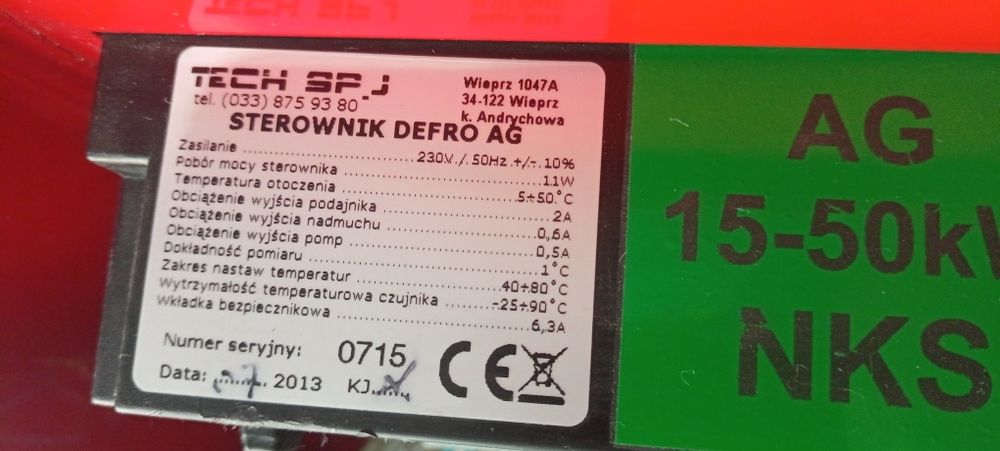 TECH SP.J
Wieprz 1047A
tel. (033) 875 93 80
34-122 Wieprz
k. Andrychowa
STEROWNIK DEFRO AG
Zasilanie 230V./.50Hz.+/-.10%
Pobór mocy sterownika 11W
Temperatura otoczenia 5÷50°C
Obciążenie wyjścia podajnika 2A
Obciążenie wyjścia nadmuchu 0,6A
Obciążenie wyjścia pomp 0,5A
Dokładność pomiaru 1°C
Zakres nastaw temperatur 40÷80°C
Wytrzymałość temperaturowa czujnika -25÷90°C
Wkładka bezpiecznikowa 6,3A
Numer seryjny: 0715
Data: 07 2013 KJ
CE
AG
15-50kW
NKS